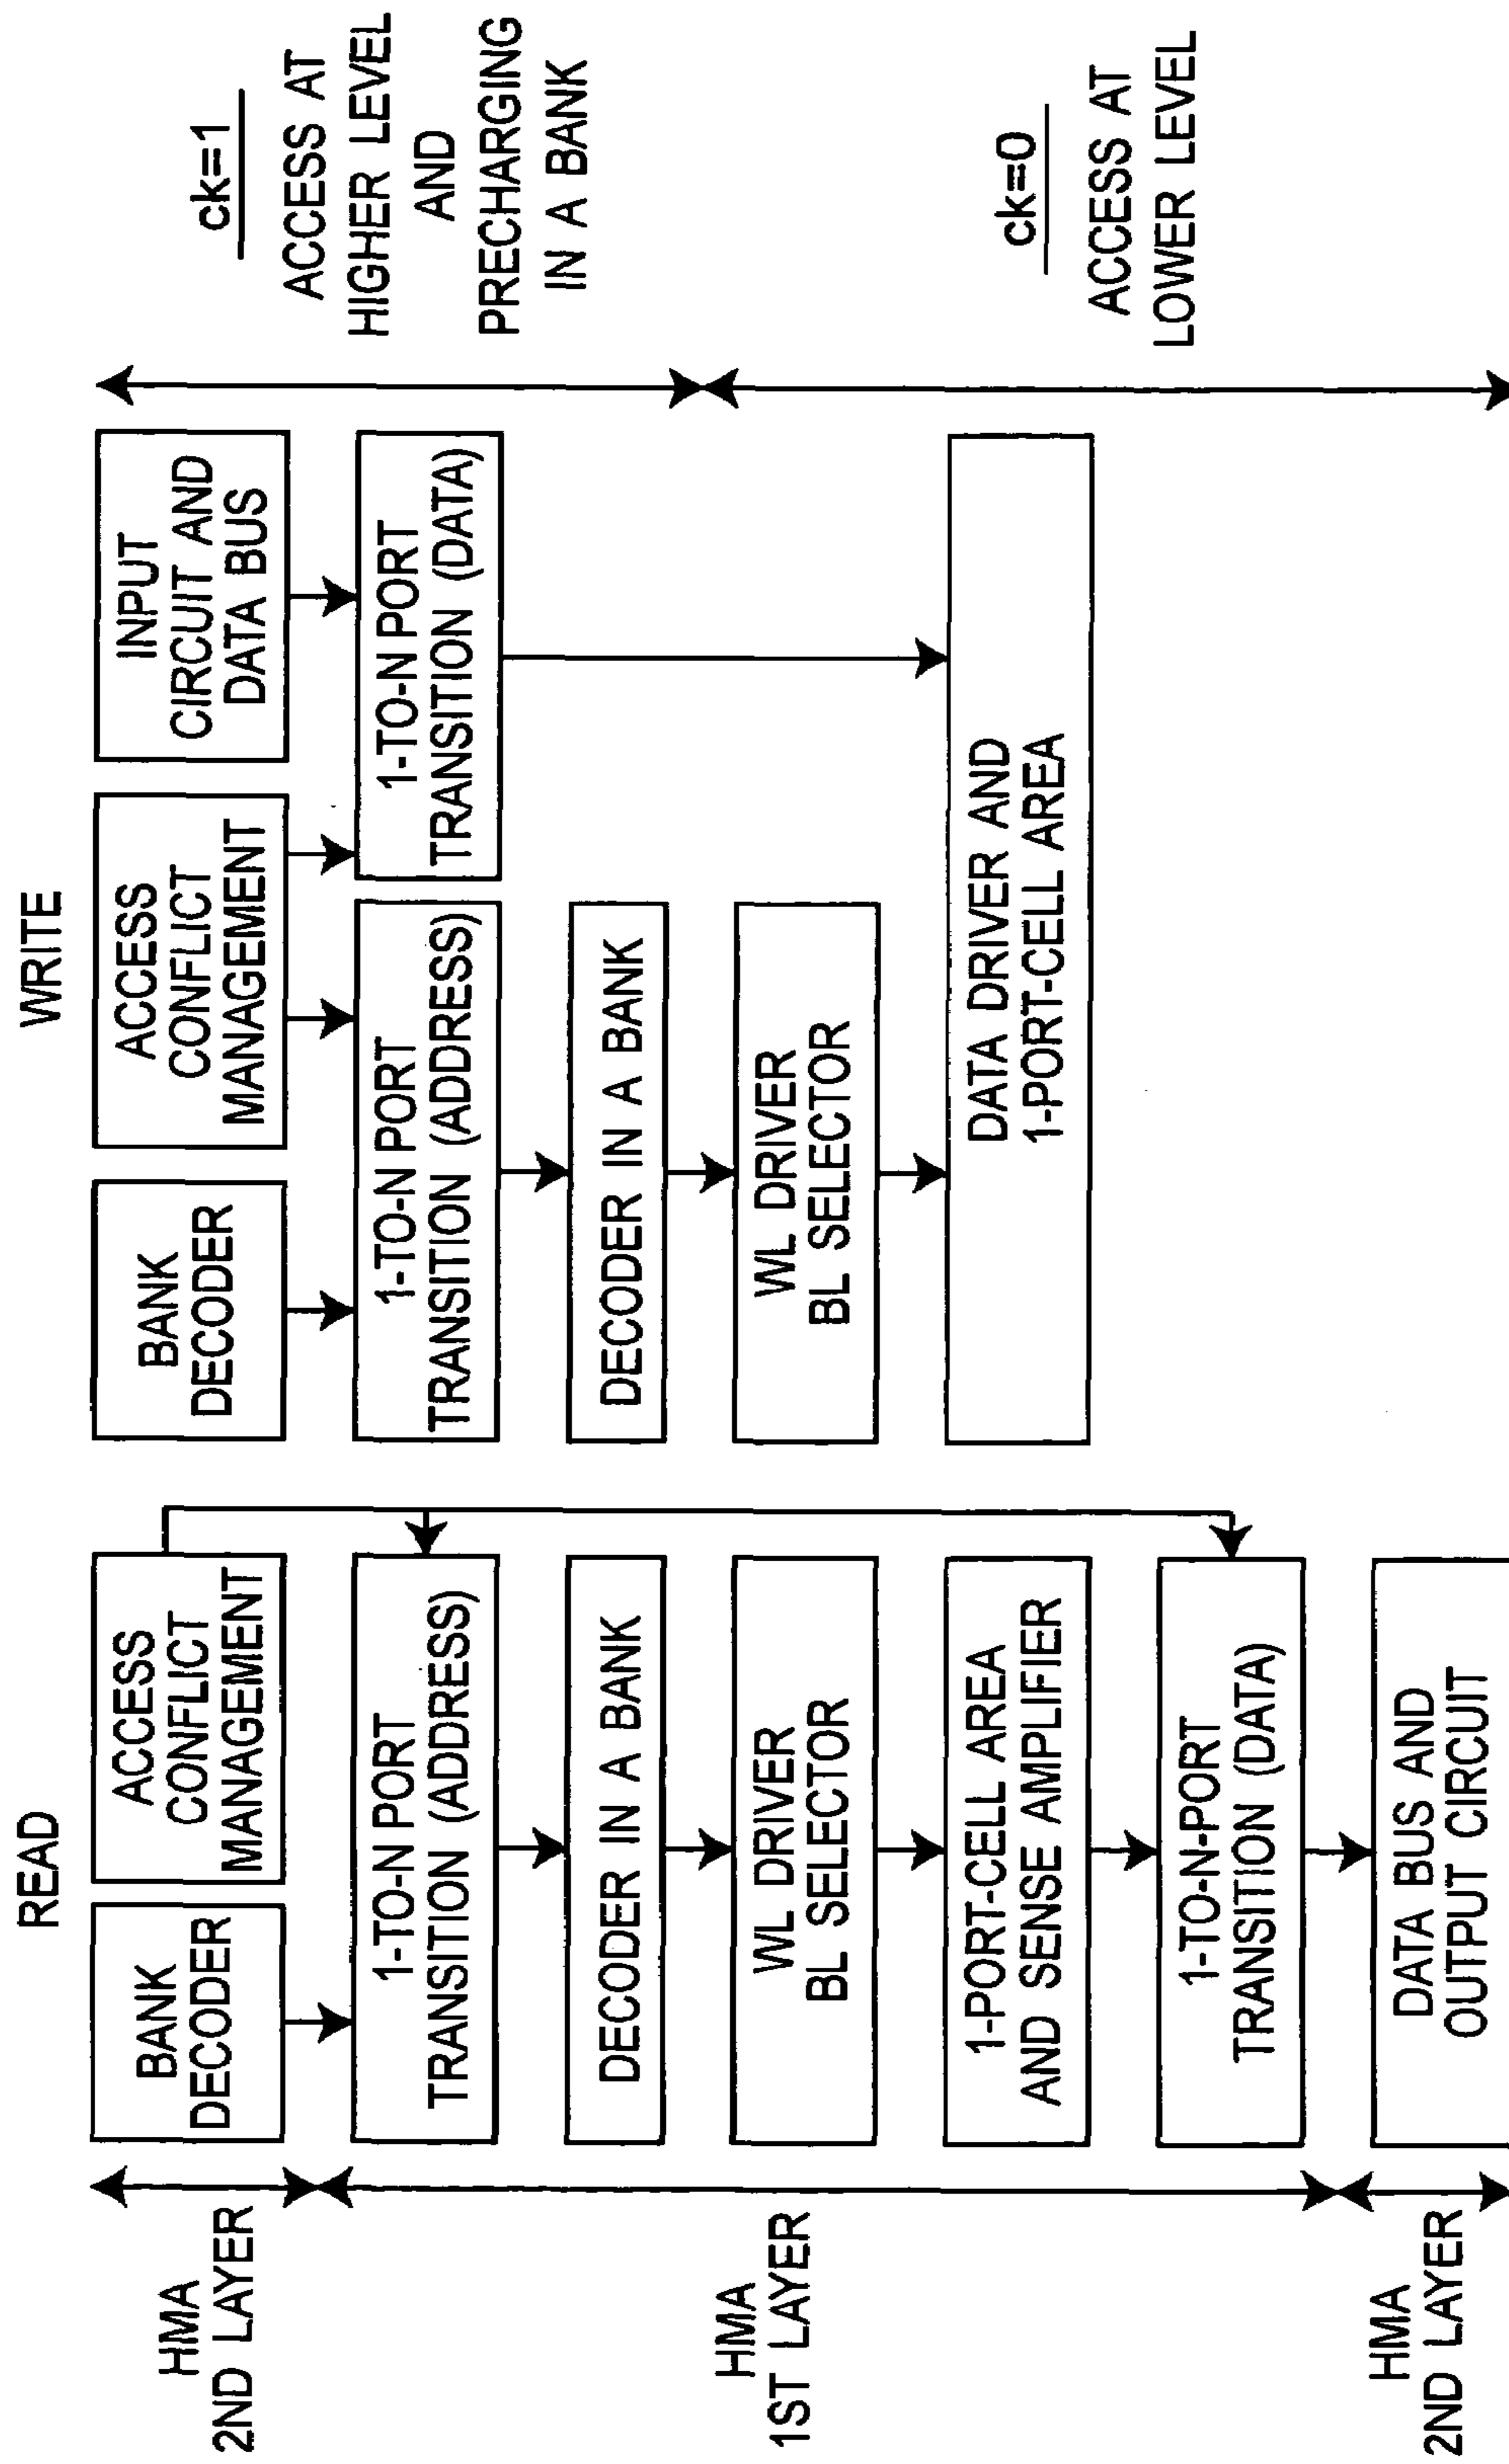 READ
WRITE
HMA
2ND LAYER
BANK
DECODER
ACCESS
CONFLICT
MANAGEMENT
BANK
DECODER
ACCESS
CONFLICT
MANAGEMENT
INPUT
CIRCUIT AND
DATA BUS
ck=1
ACCESS AT
HIGHER LEVEL
AND
PRECHARGING
IN A BANK
HMA
1ST LAYER
1-TO-N PORT
TRANSITION (ADDRESS)
1-TO-N PORT
TRANSITION (ADDRESS)
1-TO-N PORT
TRANSITION (DATA)
DECODER IN A BANK
DECODER IN A BANK
WL DRIVER
BL SELECTOR
WL DRIVER
BL SELECTOR
1-PORT-CELL AREA
AND SENSE AMPLIFIER
DATA DRIVER AND
1-PORT-CELL AREA
ck=0
ACCESS AT
LOWER LEVEL
1-TO-N-PORT
TRANSITION (DATA)
HMA
2ND LAYER
DATA BUS AND
OUTPUT CIRCUIT